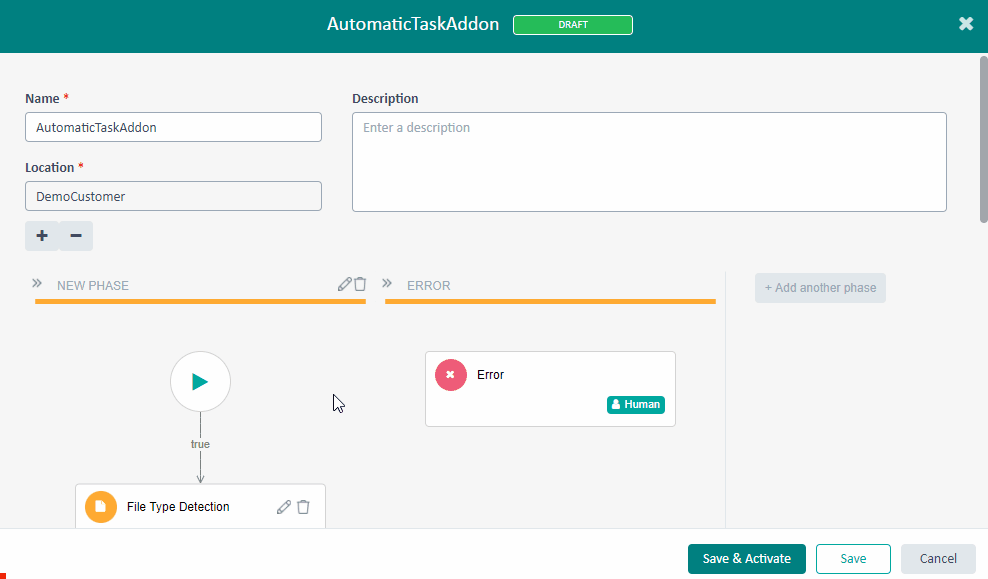 AutomaticTaskAddon DRAFT
Name *
Description
AutomaticTaskAddon
Enter a description
Location *
DemoCustomer
NEW PHASE
ERROR
+ Add another phase
Error
Human
true
File Type Detection
Save & Activate
Save
Cancel